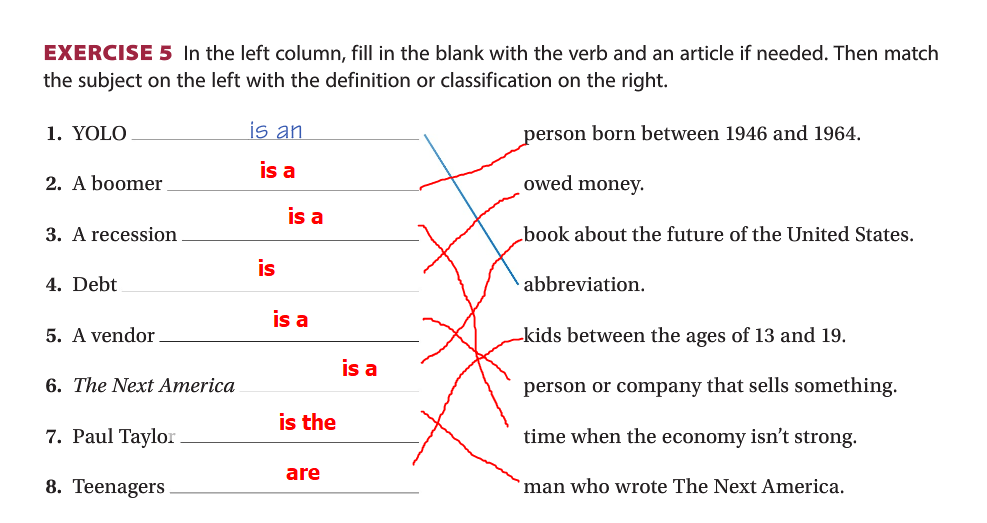 EXERCISE 5 In the left column, fill in the blank with the verb and an article if needed. Then match
the subject on the left with the definition or classification on the right.
1. YOLO is an person born between 1946 and 1964.
2. A boomer is a owed money.
3. A recession is a book about the future of the United States.
4. Debt is abbreviation.
5. A vendor is a kids between the ages of 13 and 19.
6. The Next America is a person or company that sells something.
7. Paul Taylor is the time when the economy isn't strong.
8. Teenagers are man who wrote The Next America.